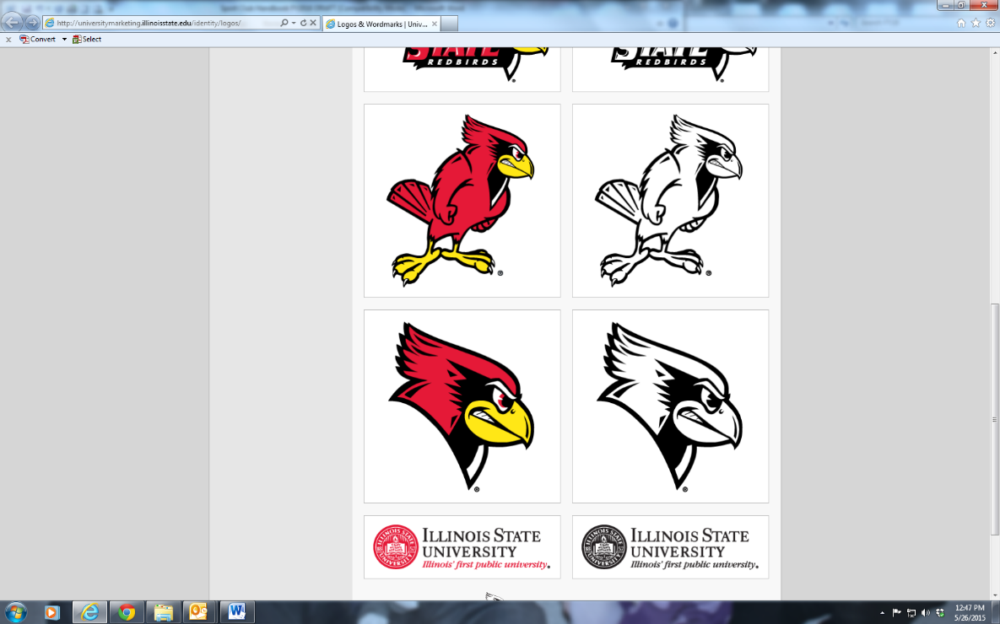 http://universitymarketing.illinoisstate.edu/identity/logos/
Logos & Wordmarks | Univ...
Convert
Select
STATE
REDBIRDS
®
STATE
REDBIRDS
®
®
®
®
®
ILLINOIS STATE
UNIVERSITY
Illinois' first public university.
ILLINOIS STATE
UNIVERSITY
Illinois' first public university.
12:47 PM
5/26/2015